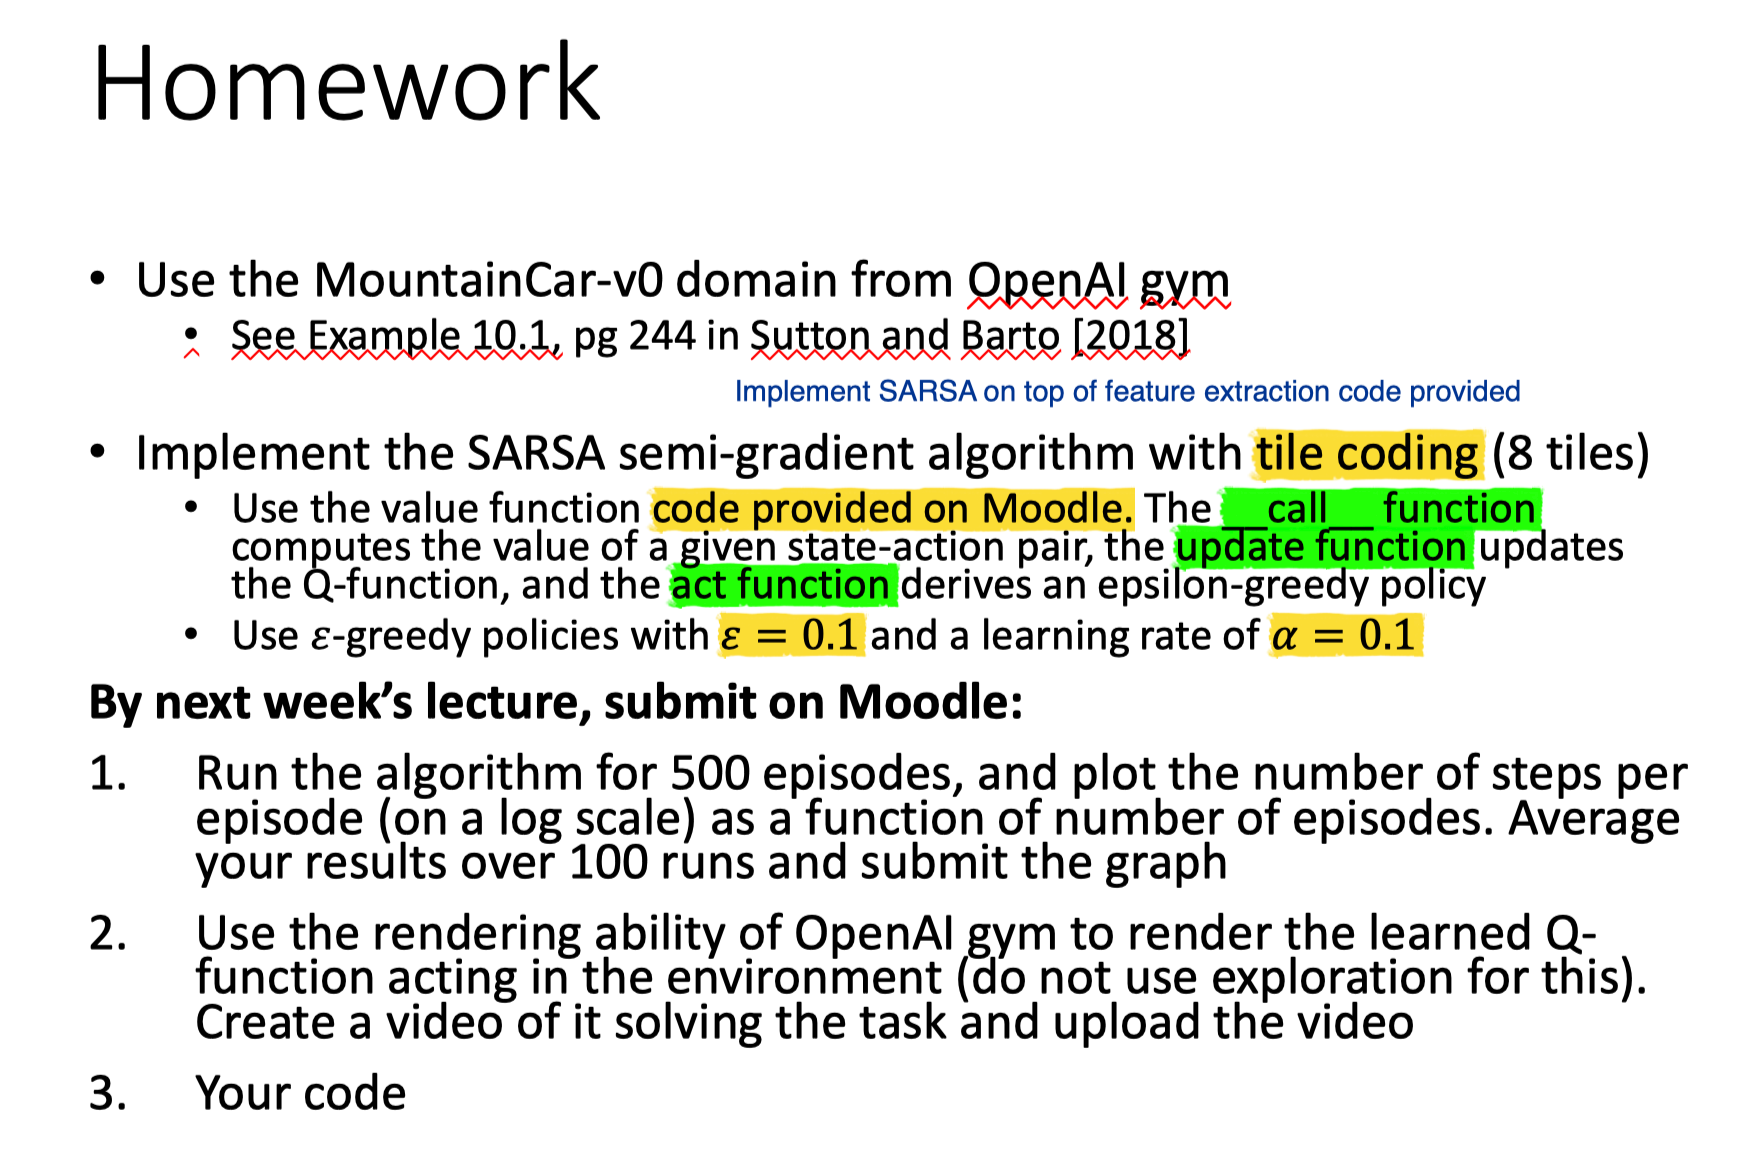 Homework
• Use the MountainCar-v0 domain from OpenAI gym
• See Example 10.1, pg 244 in Sutton and Barto [2018]
Implement SARSA on top of feature extraction code provided
• Implement the SARSA semi-gradient algorithm with tile coding (8 tiles)
• Use the value function code provided on Moodle. The __call__ function
computes the value of a given state-action pair, the update function updates
the Q-function, and the act function derives an epsilon-greedy policy
• Use ε-greedy policies with ε = 0.1 and a learning rate of α = 0.1
By next week’s lecture, submit on Moodle:
1. Run the algorithm for 500 episodes, and plot the number of steps per
episode (on a log scale) as a function of number of episodes. Average
your results over 100 runs and submit the graph
2. Use the rendering ability of OpenAI gym to render the learned Q-
function acting in the environment (do not use exploration for this).
Create a video of it solving the task and upload the video
3. Your code